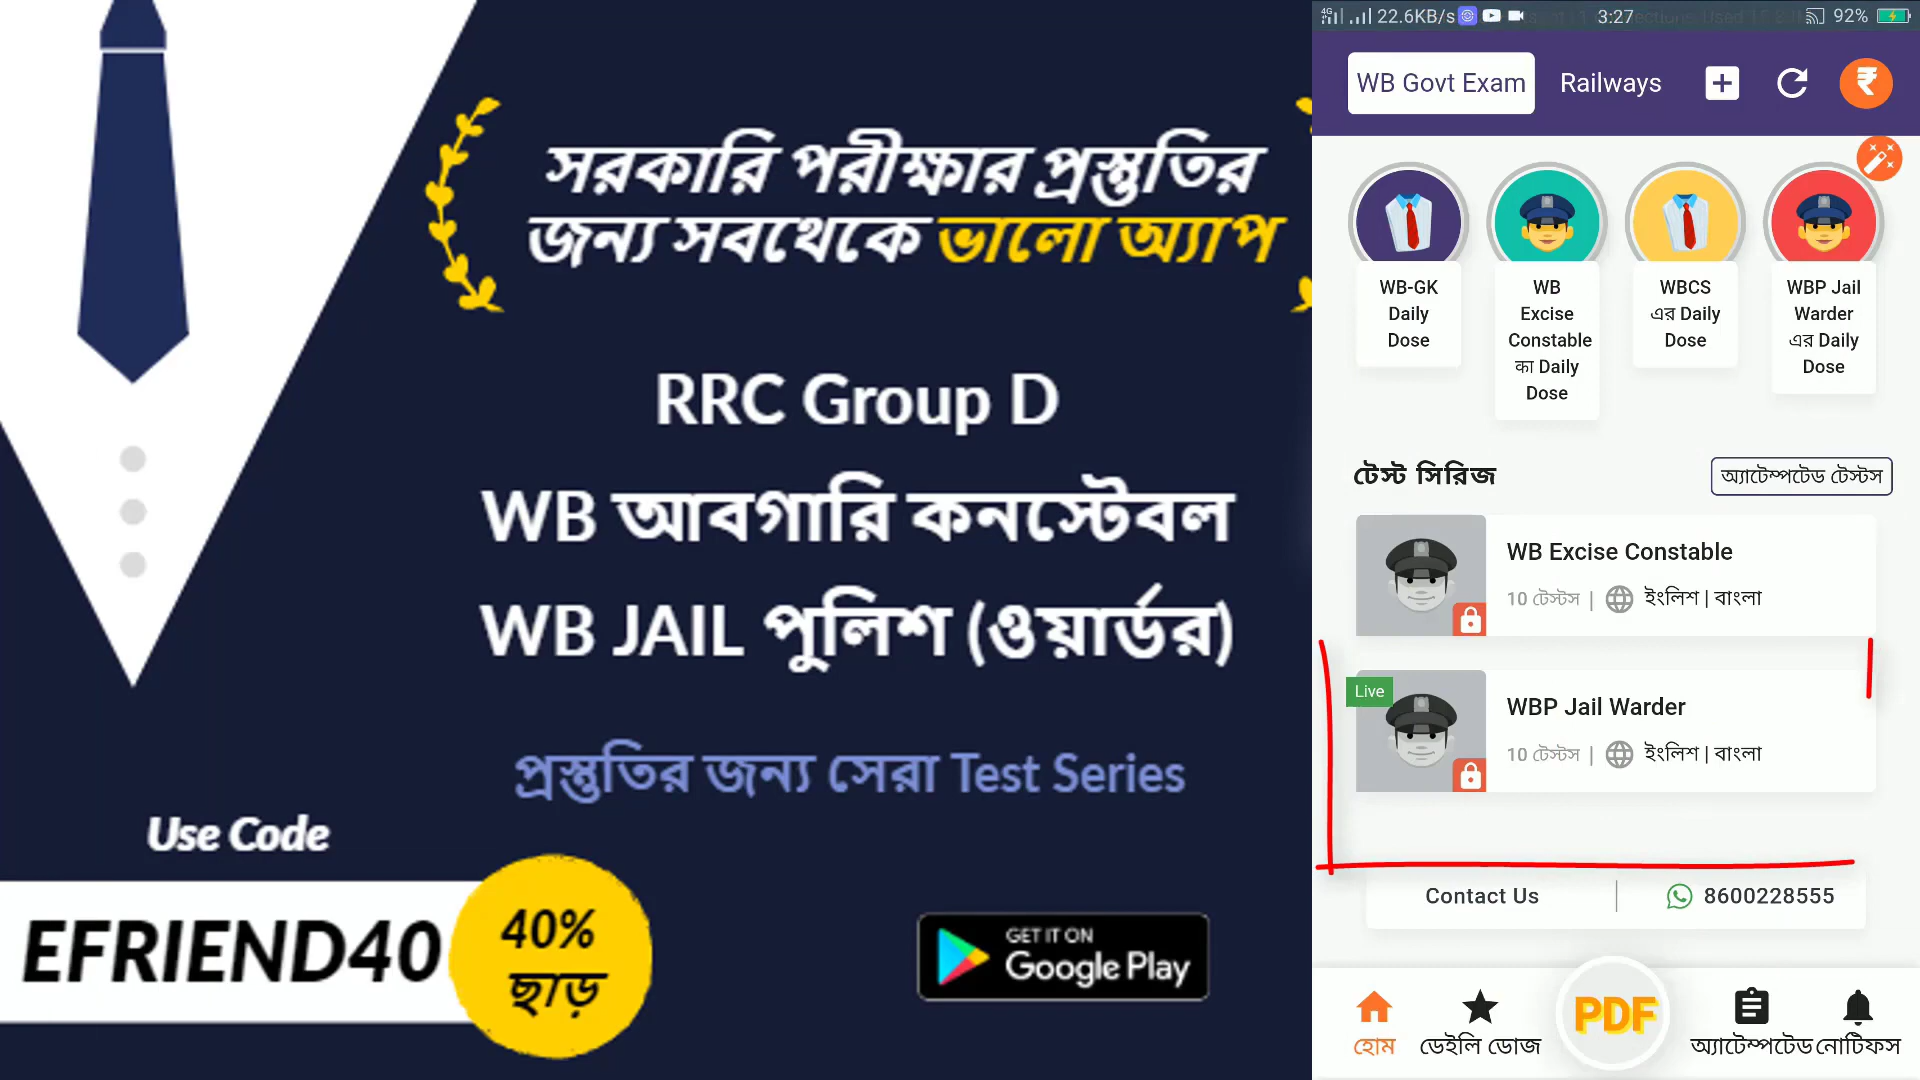 সরকারি পরীক্ষার প্রস্তুতির
জন্য সবথেকে ভালো অ্যাপ
RRC Group D
WB আবগারি কনস্টেবল
WB JAIL পুলিশ (ওয়ার্ডর)
প্রস্তুতির জন্য সেরা Test Series
Use Code
EFRIEND40
40%
ছাড়
GET IT ON
Google Play
22.6KB/s
3:27
92%
WB Govt Exam
Railways
WB-GK
Daily
Dose
WB
Excise
Constable
का Daily
Dose
WBCS
এর Daily
Dose
WBP Jail
Warder
এর Daily
Dose
টেস্ট সিরিজ
অ্যাটেম্পটেড টেস্টস
WB Excise Constable
10 টেস্টস | ইংলিশ | বাংলা
Live
WBP Jail Warder
10 টেস্টস | ইংলিশ | বাংলা
Contact Us
8600228555
PDF
হোম
ডেইলি ডোজ
অ্যাটেম্পটেড
নোটিফস